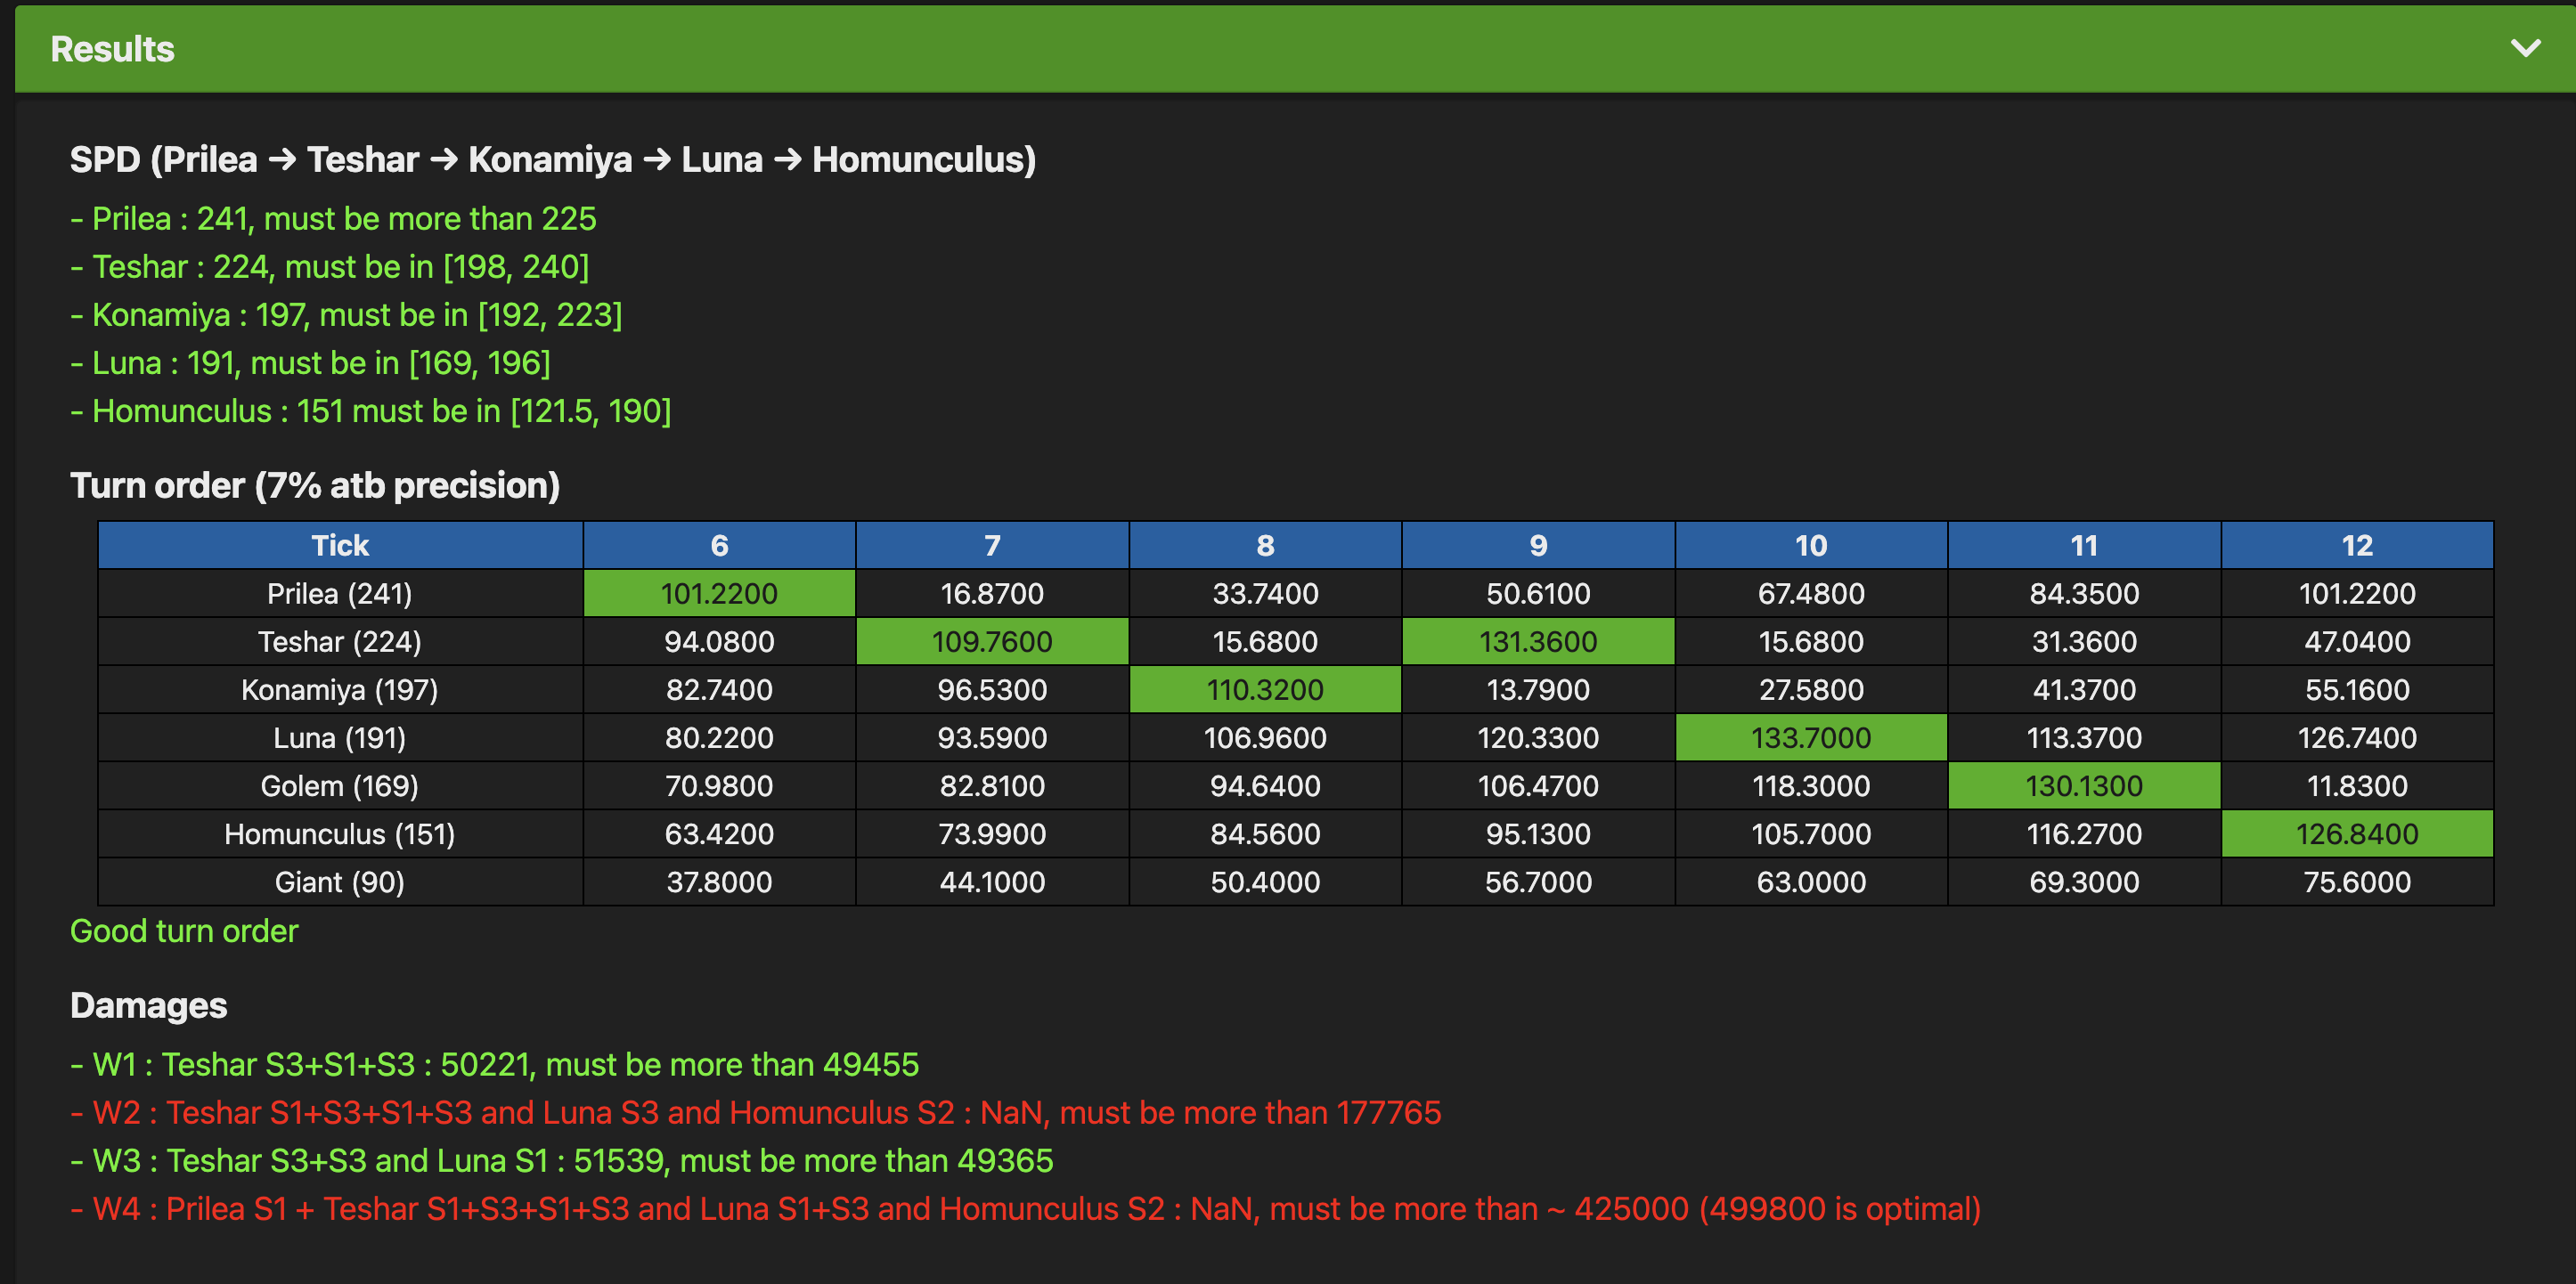 Results
SPD (Prilea → Teshar → Konamiya → Luna → Homunculus)
- Prilea : 241, must be more than 225
- Teshar : 224, must be in [198, 240]
- Konamiya : 197, must be in [192, 223]
- Luna : 191, must be in [169, 196]
- Homunculus : 151 must be in [121.5, 190]
Turn order (7% atb precision)
Tick 6 7 8 9 10 11 12
Prilea (241) 101.2200 16.8700 33.7400 50.6100 67.4800 84.3500 101.2200
Teshar (224) 94.0800 109.7600 15.6800 131.3600 15.6800 31.3600 47.0400
Konamiya (197) 82.7400 96.5300 110.3200 13.7900 27.5800 41.3700 55.1600
Luna (191) 80.2200 93.5900 106.9600 120.3300 133.7000 113.3700 126.7400
Golem (169) 70.9800 82.8100 94.6400 106.4700 118.3000 130.1300 11.8300
Homunculus (151) 63.4200 73.9900 84.5600 95.1300 105.7000 116.2700 126.8400
Giant (90) 37.8000 44.1000 50.4000 56.7000 63.0000 69.3000 75.6000
Good turn order
Damages
- W1 : Teshar S3+S1+S3 : 50221, must be more than 49455
- W2 : Teshar S1+S3+S1+S3 and Luna S3 and Homunculus S2 : NaN, must be more than 177765
- W3 : Teshar S3+S3 and Luna S1 : 51539, must be more than 49365
- W4 : Prilea S1 + Teshar S1+S3+S1+S3 and Luna S1+S3 and Homunculus S2 : NaN, must be more than ~ 425000 (499800 is optimal)